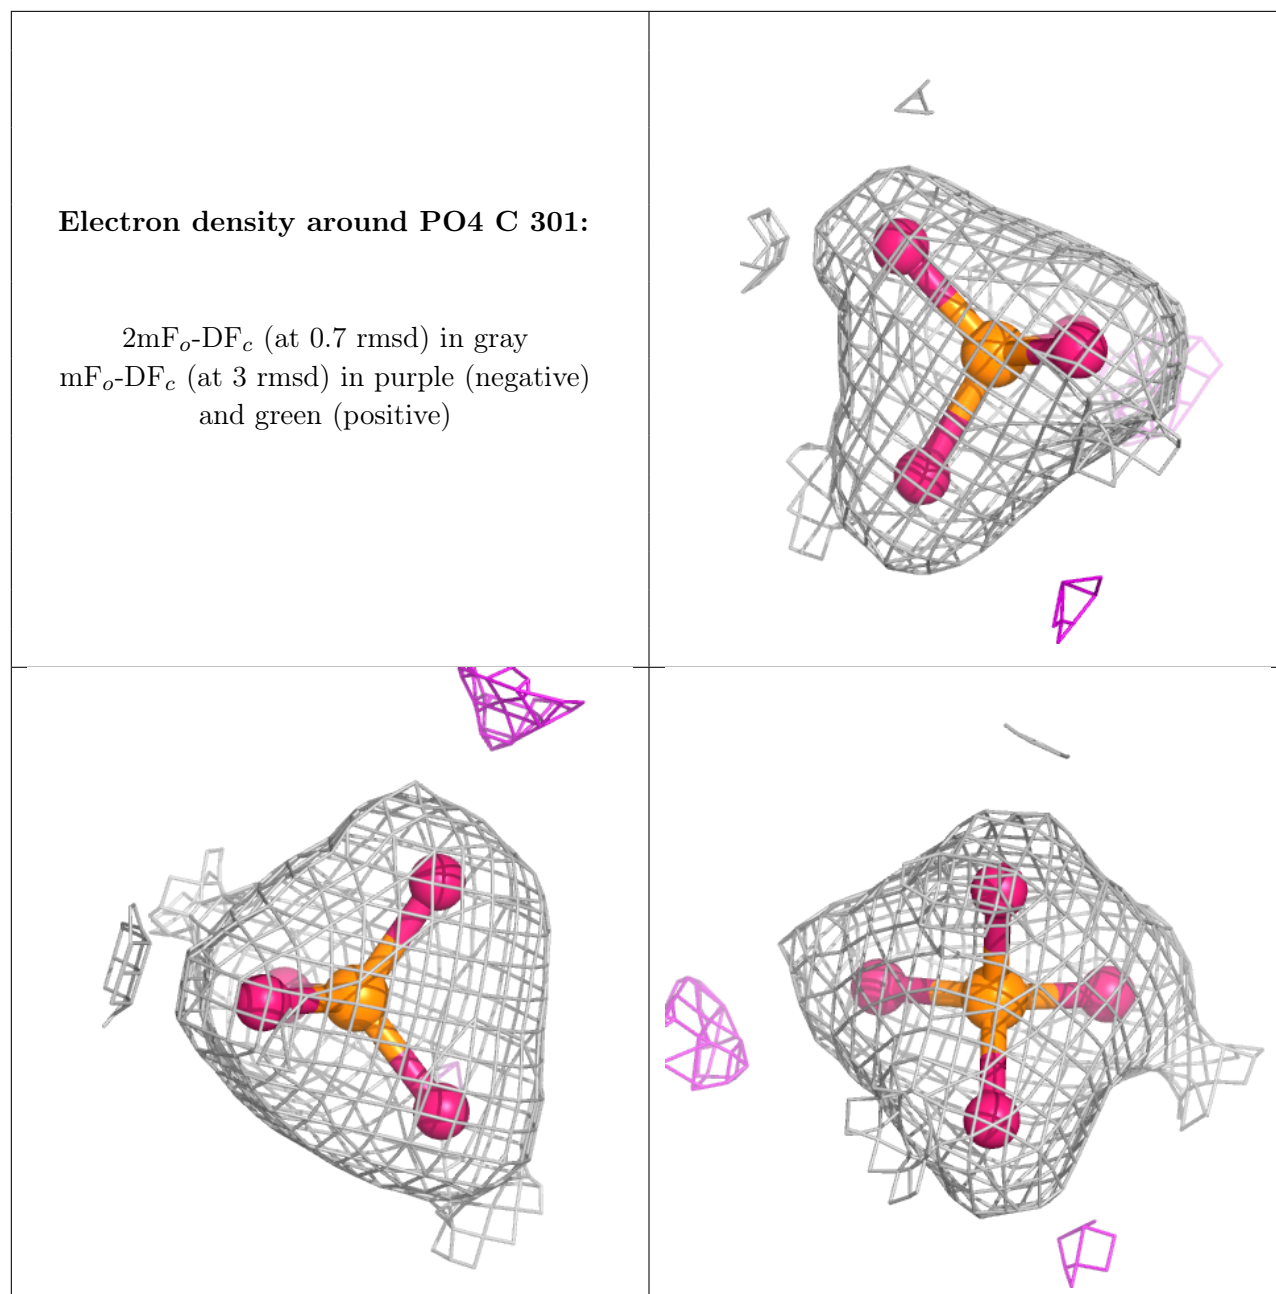 Electron density around PO4 C 301:
2mFo-DFc (at 0.7 rmsd) in gray
mFo-DFc (at 3 rmsd) in purple (negative)
and green (positive)